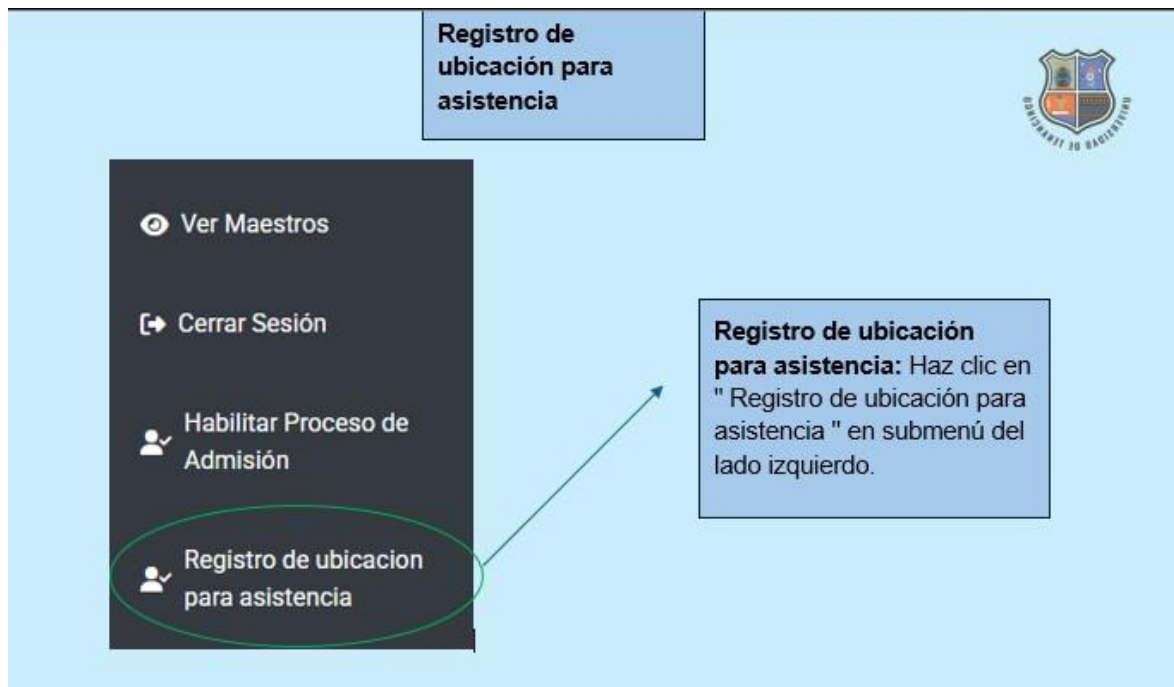 Registro de
ubicación para
asistencia
Ver Maestros
Cerrar Sesión
Habilitar Proceso de
Admisión
Registro de ubicacion
para asistencia
Registro de ubicación
para asistencia: Haz clic en
" Registro de ubicación para
asistencia " en submenú del
lado izquierdo.